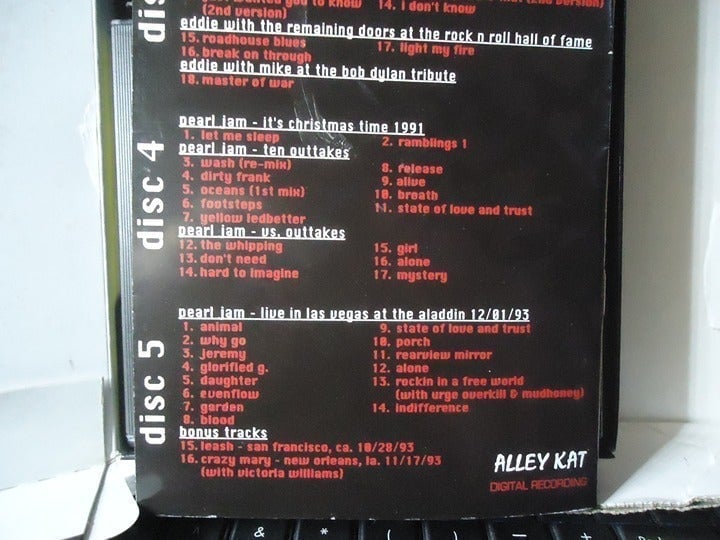 wanted you to know
(2nd version)
(2nd version)
14. i don't know
eddie with the remaining doors at the rock n roll hall of fame
15. roadhouse blues
16. break on through
17. light my fire
eddie with mike at the bob dylan tribute
18. master of war
disc 4
pearl jam - it's christmas time 1991
1. let me sleep
2. ramblings 1
pearl jam - ten outtakes
3. wash (re-mix)
4. dirty frank
5. oceans (1st mix)
6. footsteps
7. yellow ledbetter
8. felease
9. alive
10. breath
11. state of love and trust
pearl jam - vs. outtakes
12. the whipping
13. don't need
14. hard to imagine
15. girl
16. alone
17. mystery
disc 5
pearl jam - live in las vegas at the aladdin 12/01/93
1. animal
2. why go
3. jeremy
4. glorified g.
5. daughter
6. evenflow
7. garden
8. blood
9. state of love and trust
10. porch
11. rearview mirror
12. alone
13. rockin in a free world
(with urge overkill & mudhoney)
14. indifference
bonus tracks
15. leash - san francisco, ca. 10/28/93
16. crazy mary - new orleans, la. 11/17/93
(with victoria williams)
ALLEY KAT
DIGITAL RECORDING
& * ( ) - +